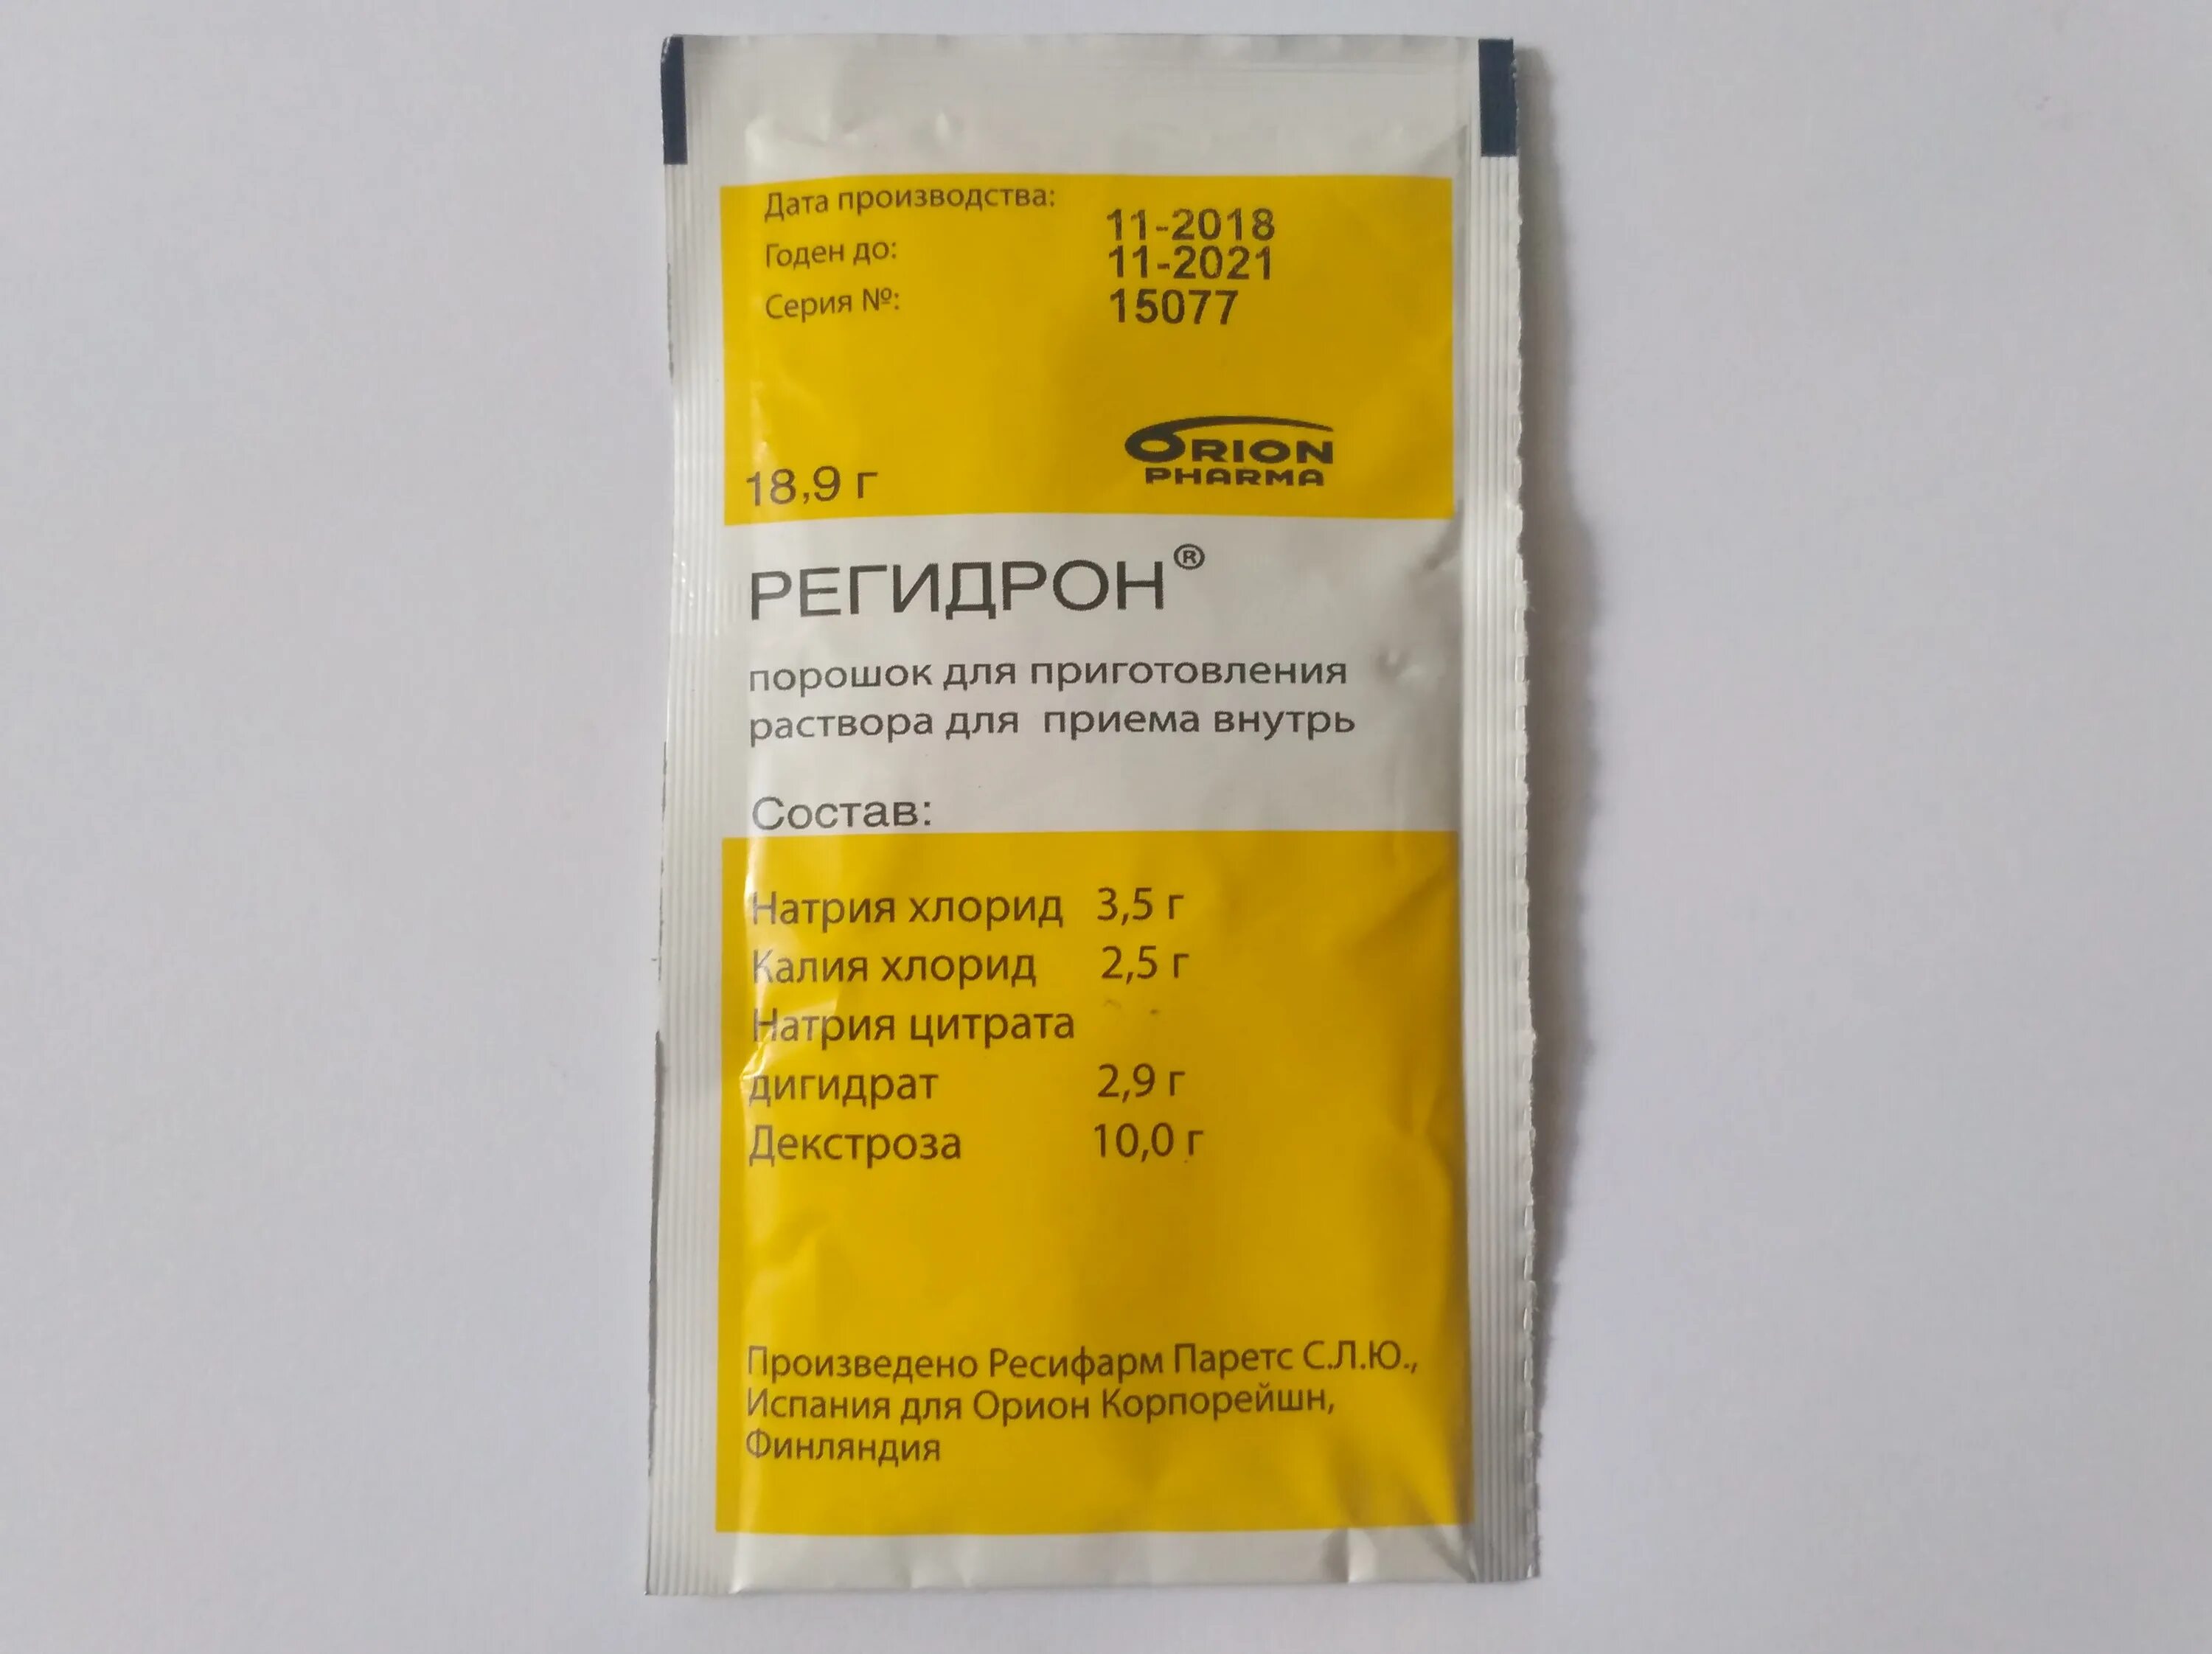 Дата производства: 11-2018
Годен до: 11-2021
Серия №: 15077
ORION
PHARMA
18,9 г
РЕГИДРОН®
порошок для приготовления
раствора для приема внутрь
Состав:
Натрия хлорид 3,5 г
Калия хлорид 2,5 г
Натрия цитрата
дигидрат 2,9 г
Декстроза 10,0 г
Произведено Ресифарм Паретс С.Л.Ю.,
Испания для Орион Корпорейшн,
Финляндия